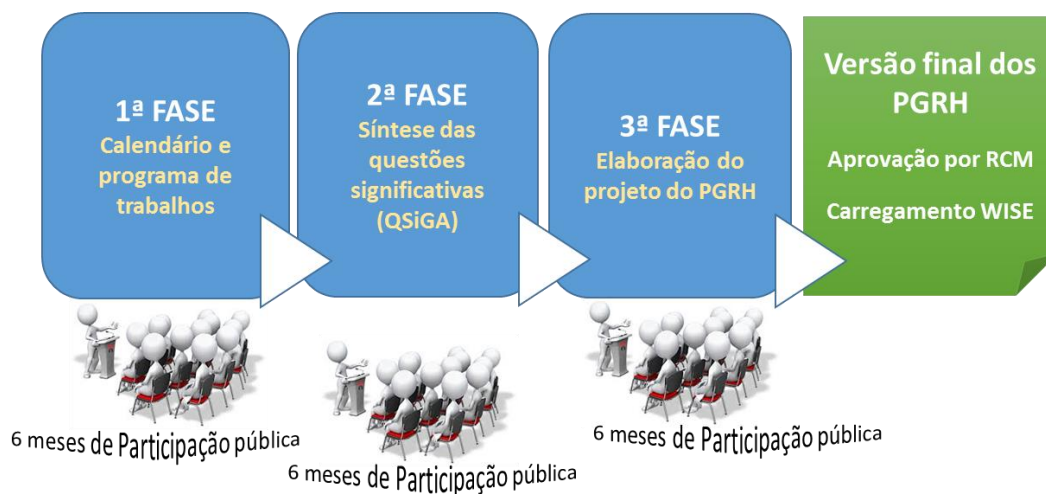 1ª FASE
Calendário e
programa de
trabalhos
6 meses de Participação pública
2ª FASE
Síntese das
questões
significativas
(QSiGA)
6 meses de Participação pública
3ª FASE
Elaboração do
projeto do PGRH
6 meses de Participação pública
Versão final dos
PGRH
Aprovação por RCM
Carregamento WISE